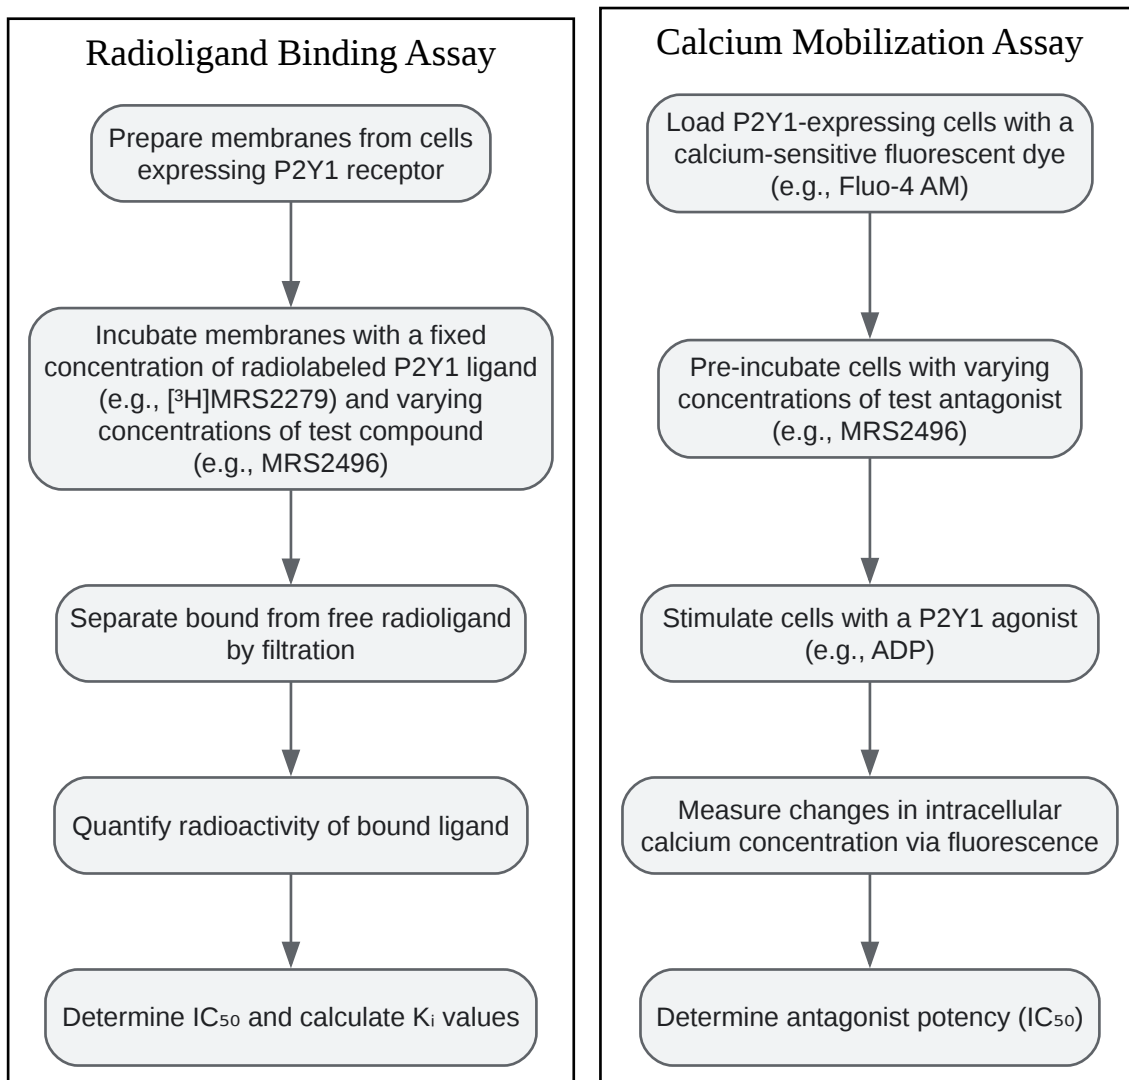 Radioligand Binding Assay
Prepare membranes from cells
expressing P2Y1 receptor
Incubate membranes with a fixed
concentration of radiolabeled P2Y1 ligand
(e.g., [³H]MRS2279) and varying
concentrations of test compound
(e.g., MRS2496)
Separate bound from free radioligand
by filtration
Quantify radioactivity of bound ligand
Determine IC₅₀ and calculate Kᵢ values
Calcium Mobilization Assay
Load P2Y1-expressing cells with a
calcium-sensitive fluorescent dye
(e.g., Fluo-4 AM)
Pre-incubate cells with varying
concentrations of test antagonist
(e.g., MRS2496)
Stimulate cells with a P2Y1 agonist
(e.g., ADP)
Measure changes in intracellular
calcium concentration via fluorescence
Determine antagonist potency (IC₅₀)